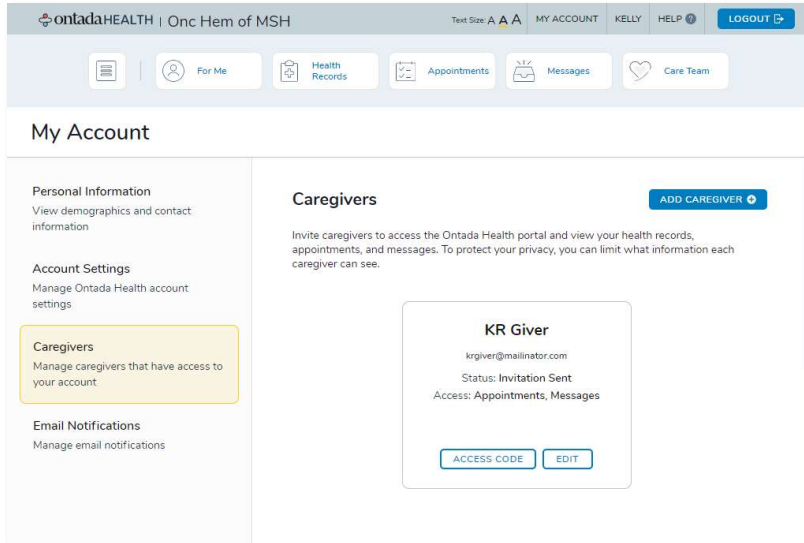 ontada HEALTH | Onc Hem of MSH
Text Size: A A A
MY ACCOUNT
KELLY
HELP ?
LOGOUT
For Me
Health
Records
Appointments
Messages
Care Team
My Account
Personal Information
View demographics and contact
information
Account Settings
Manage Ontada Health account
settings
Caregivers
Manage caregivers that have access to
your account
Email Notifications
Manage email notifications
Caregivers
ADD CAREGIVER
Invite caregivers to access the Ontada Health portal and view your health records,
appointments, and messages. To protect your privacy, you can limit what information each
caregiver can see.
KR Giver
krgiver@mailinator.com
Status: Invitation Sent
Access: Appointments, Messages
ACCESS CODE
EDIT